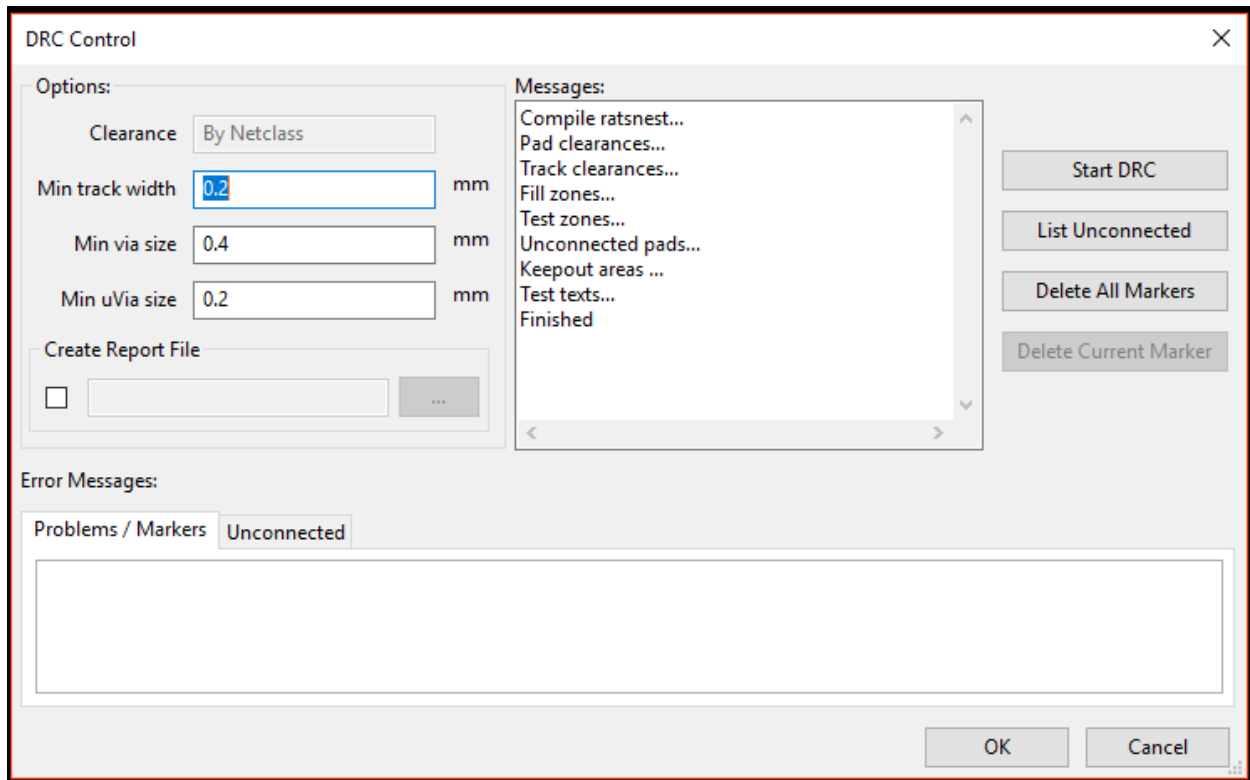 DRC Control
Options:
Clearance By Netclass
Min track width 0.2 mm
Min via size 0.4 mm
Min uVia size 0.2 mm
Create Report File
...
Messages:
Compile ratsnest...
Pad clearances...
Track clearances...
Fill zones...
Test zones...
Unconnected pads...
Keepout areas ...
Test texts...
Finished
Start DRC
List Unconnected
Delete All Markers
Delete Current Marker
Error Messages:
Problems / Markers Unconnected
OK Cancel